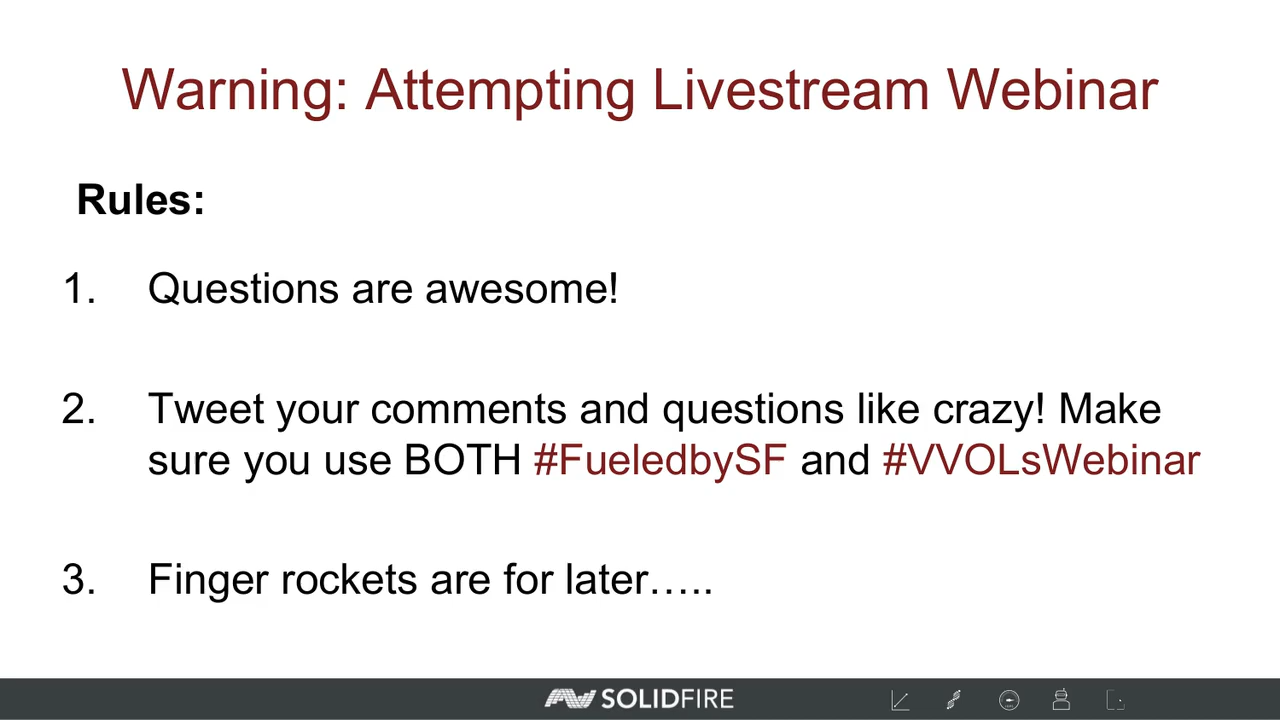 Warning: Attempting Livestream Webinar
Rules:
1. Questions are awesome!
2. Tweet your comments and questions like crazy! Make
sure you use BOTH #FueledbySF and #VVOLsWebinar
3. Finger rockets are for later…..
SOLIDFIRE